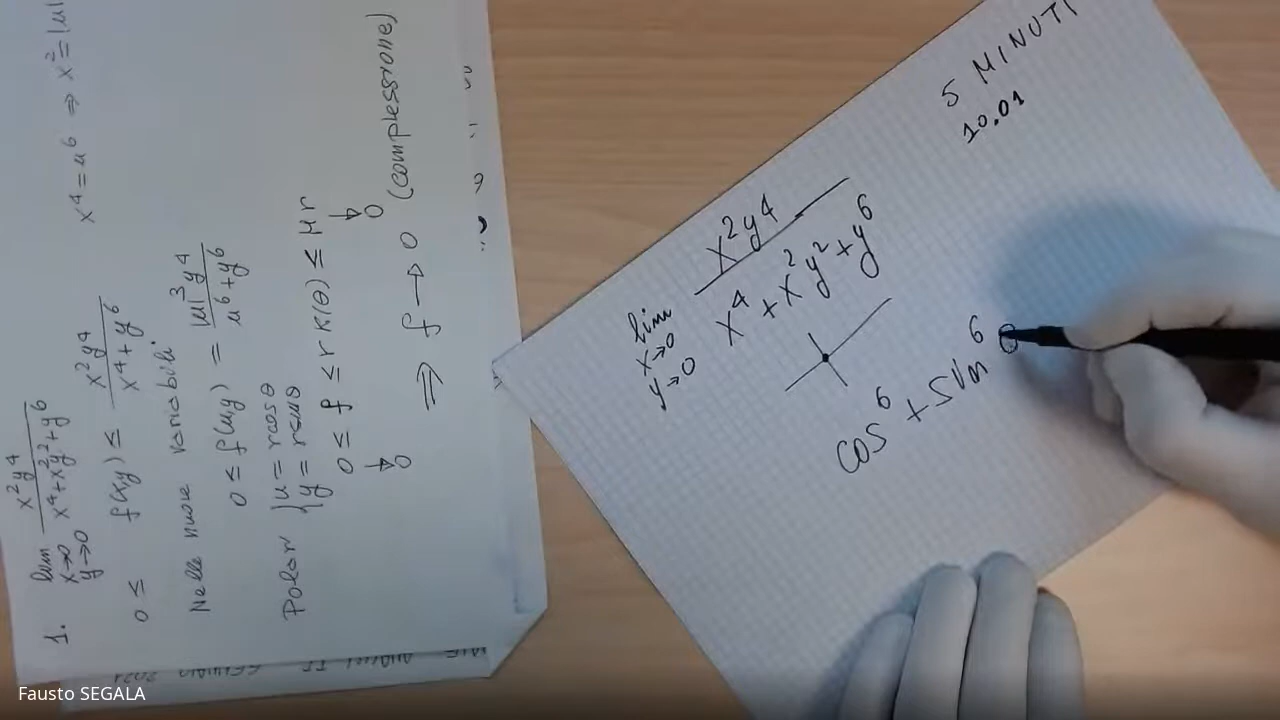 1. lim x→0 y→0 x²y⁴ / x⁴+x²y²+y⁶
0 ≤ f(x,y) ≤ x²y⁴ / x⁴+y⁶
x⁴=u⁶ ⇒ x²=|u|
Nelle nuove variabili
0 ≤ f(u,y) = |u|³y⁴ / u⁶+y⁶
Polari { u = r cosθ
y = r sinθ
0 ≤ f ≤ r K(θ) ≤ M r
↓ 0 ↓ 0
⇒ f → 0 (complessione)
5 MINUTI
10.01
lim x→0 y→0 x²y⁴ / x⁴+x²y²+y⁶
cos⁶ + sin⁶ θ
Fausto SEGALA